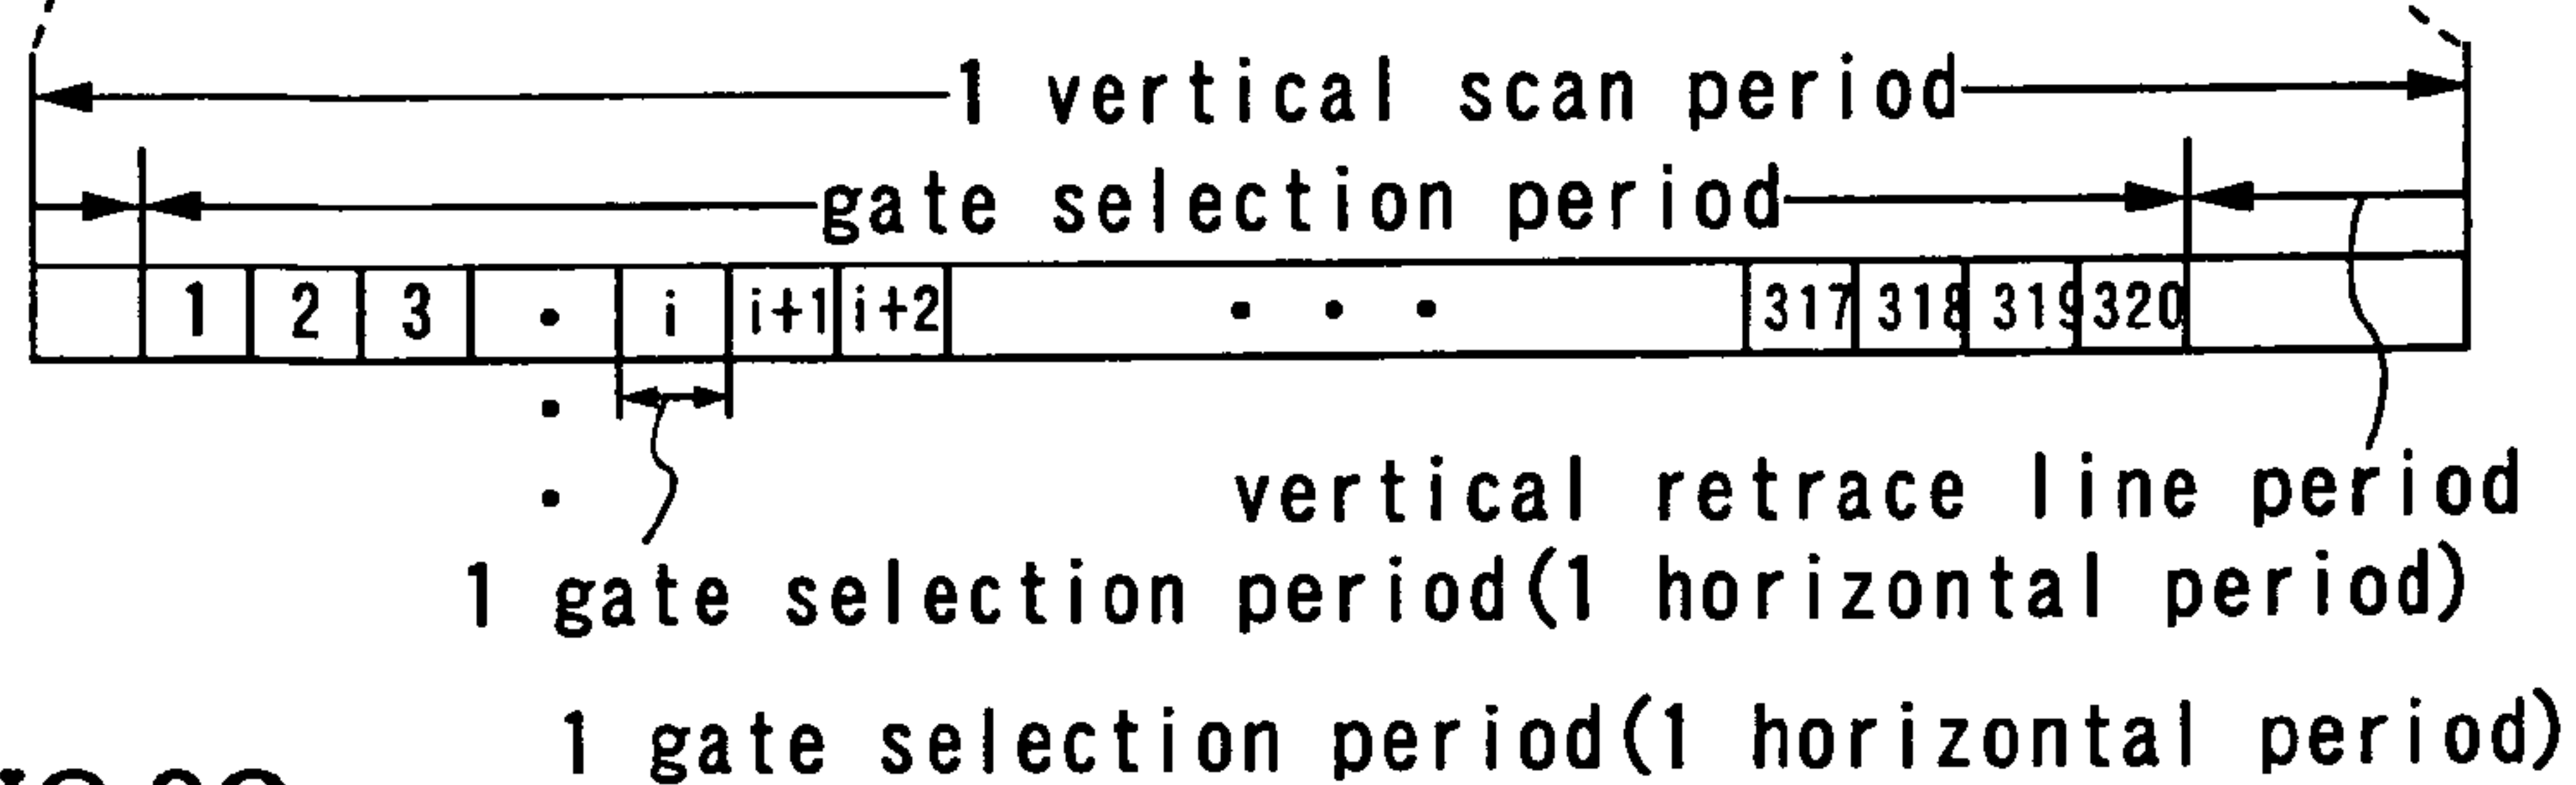 1 vertical scan period
gate selection period
1 2 3 · i i+1 i+2 · · · 317 318 319 320
vertical retrace line period
1 gate selection period(1 horizontal period)
1 gate selection period(1 horizontal period)